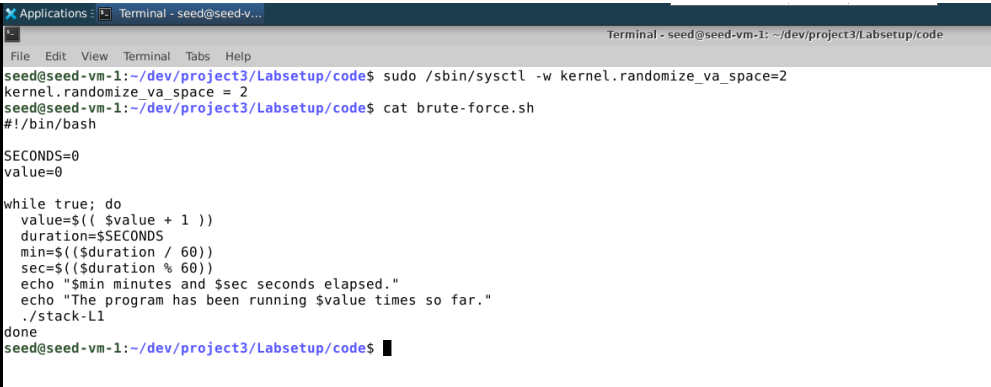 Applications
Terminal - seed@seed-v...
Terminal - seed@seed-vm-1: ~/dev/project3/Labsetup/code
File Edit View Terminal Tabs Help
seed@seed-vm-1:~/dev/project3/Labsetup/code$ sudo /sbin/sysctl -w kernel.randomize_va_space=2
kernel.randomize_va_space = 2
seed@seed-vm-1:~/dev/project3/Labsetup/code$ cat brute-force.sh
#!/bin/bash

SECONDS=0
value=0

while true; do
  value=$(( $value + 1 ))
  duration=$SECONDS
  min=$(($duration / 60))
  sec=$(($duration % 60))
  echo "$min minutes and $sec seconds elapsed."
  echo "The program has been running $value times so far."
  ./stack-L1
done
seed@seed-vm-1:~/dev/project3/Labsetup/code$